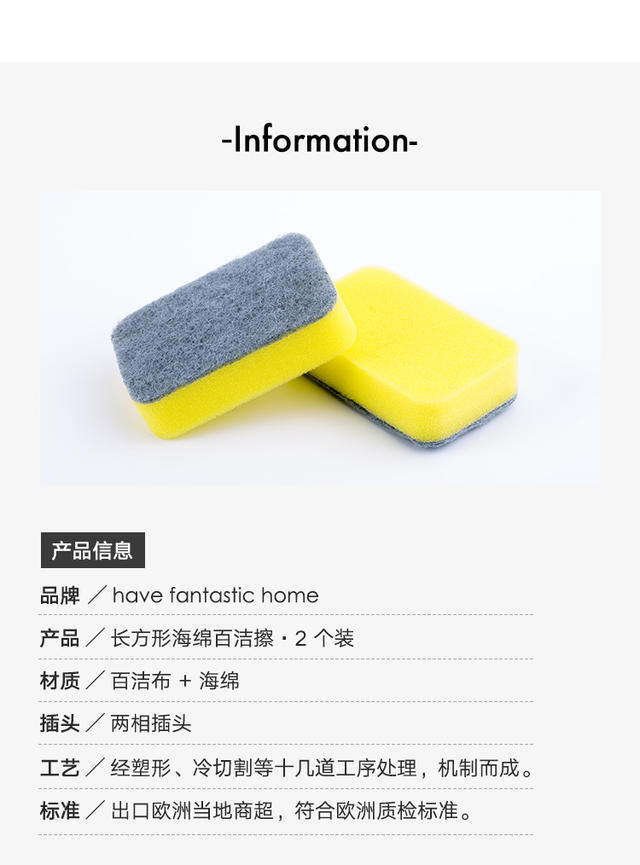 -Information-
产品信息
品牌 ／ have fantastic home
产品 ／ 长方形海绵百洁擦·2 个装
材质 ／ 百洁布 + 海绵
插头 ／ 两相插头
工艺 ／ 经塑形、冷切割等十几道工序处理，机制而成。
标准 ／ 出口欧洲当地商超，符合欧洲质检标准。